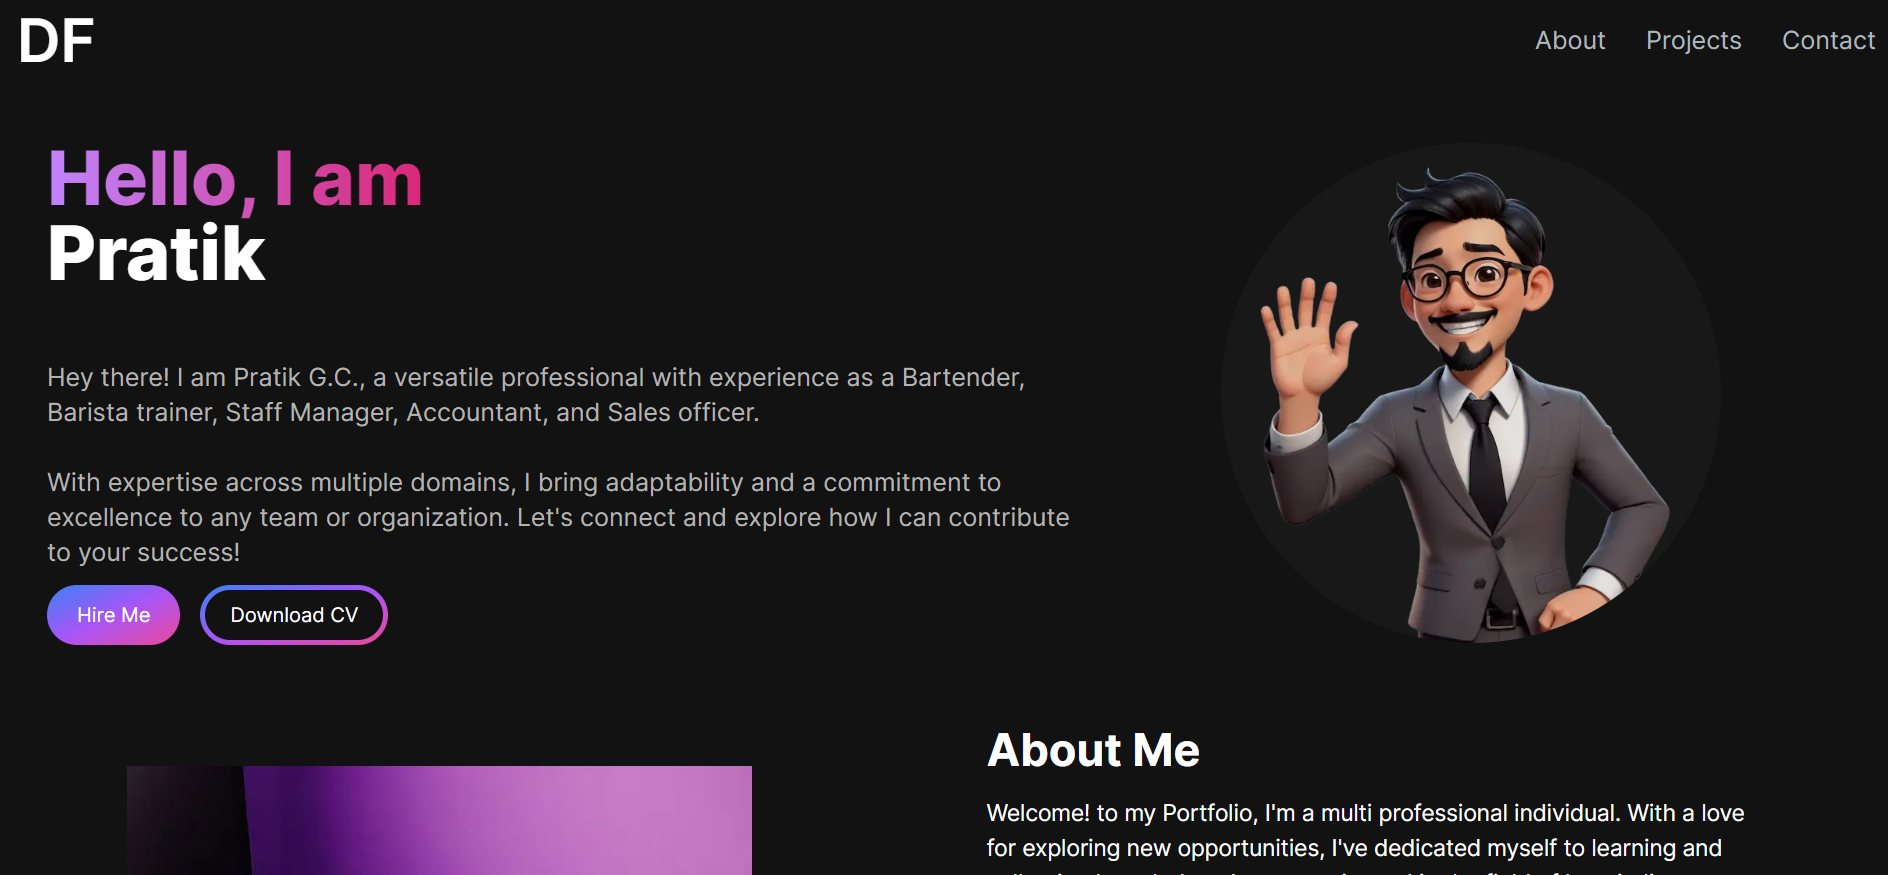 DF
About Projects Contact
Hello, I am
Pratik
Hey there! I am Pratik G.C., a versatile professional with experience as a Bartender,
Barista trainer, Staff Manager, Accountant, and Sales officer.
With expertise across multiple domains, I bring adaptability and a commitment to
excellence to any team or organization. Let's connect and explore how I can contribute
to your success!
Hire Me Download CV
About Me
Welcome! to my Portfolio, I'm a multi professional individual. With a love
for exploring new opportunities, I've dedicated myself to learning and